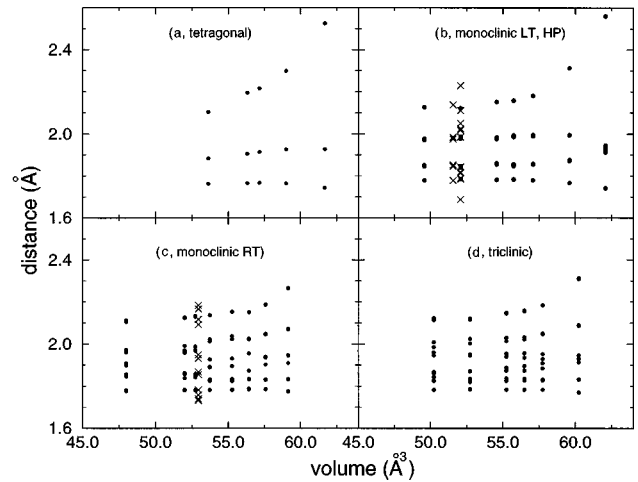 (a, tetragonal)
(b, monoclinic LT, HP)
2.4
2.0
1.6
distance (Å)
(c, monoclinic RT)
(d, triclinic)
2.4
2.0
1.6
45.0 50.0 55.0 60.0 45.0 50.0 55.0 60.0
volume (Å³)